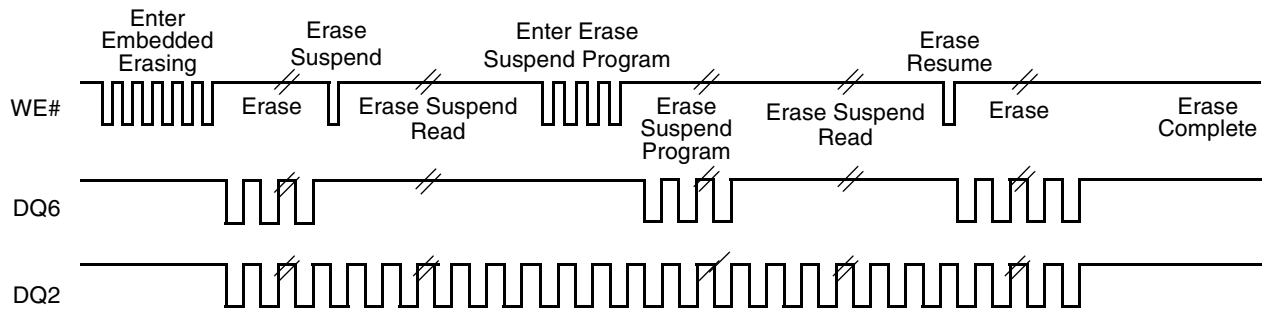 Enter
Embedded
Erasing
Erase
Suspend
Enter Erase
Suspend Program
Erase
Resume
WE#
Erase
Erase Suspend
Read
Erase
Suspend
Program
Erase Suspend
Read
Erase
Erase
Complete
DQ6
DQ2